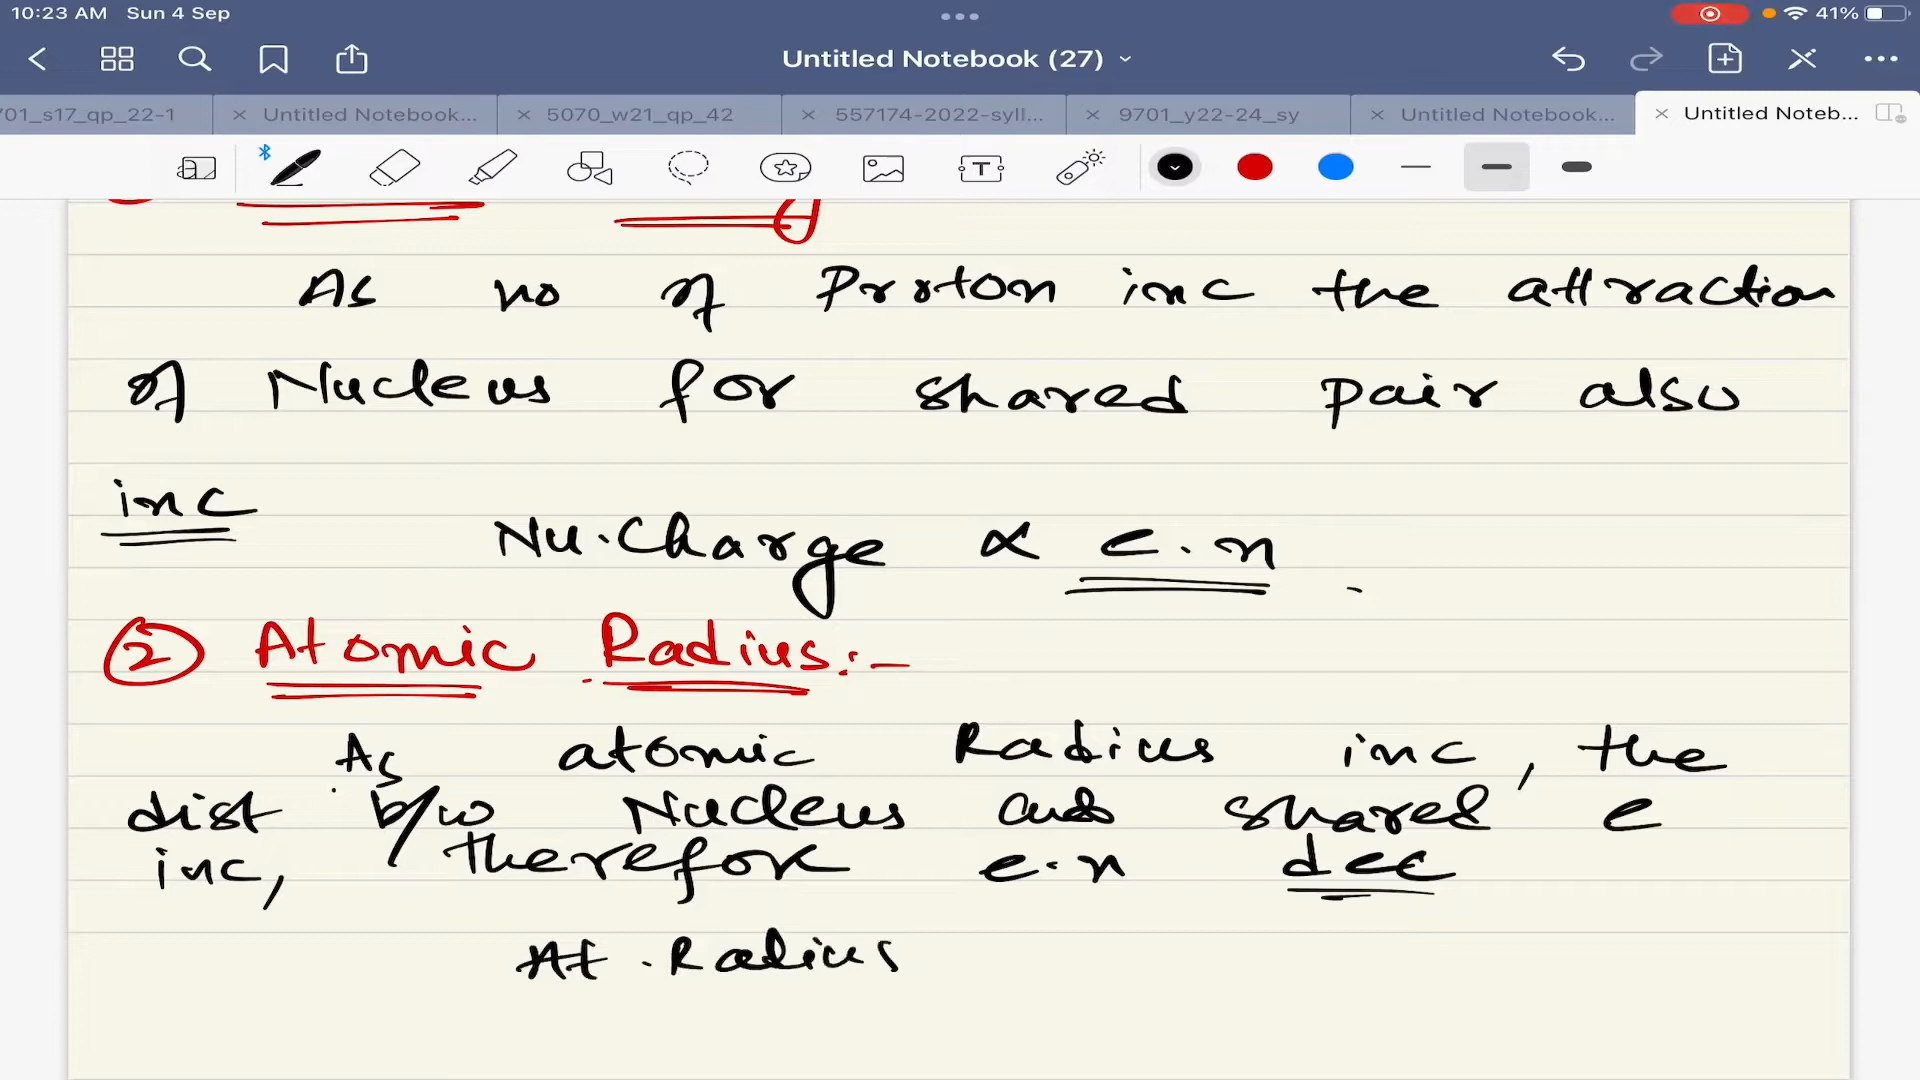 10:23 AM Sun 4 Sep
41%
Untitled Notebook (27)
701_s17_qp_22-1
Untitled Notebook...
5070_w21_qp_42
557174-2022-syll...
9701_y22-24_sy
Untitled Notebook...
Untitled Noteb...
As no of Proton inc the attraction
of Nucleus for shared pair also
inc
Nu. Charge ∝ e.n
② Atomic Radius:-
As atomic Radius inc, the
dist b/w Nucleus and shared e
inc, therefore e.n dec
At. Radius